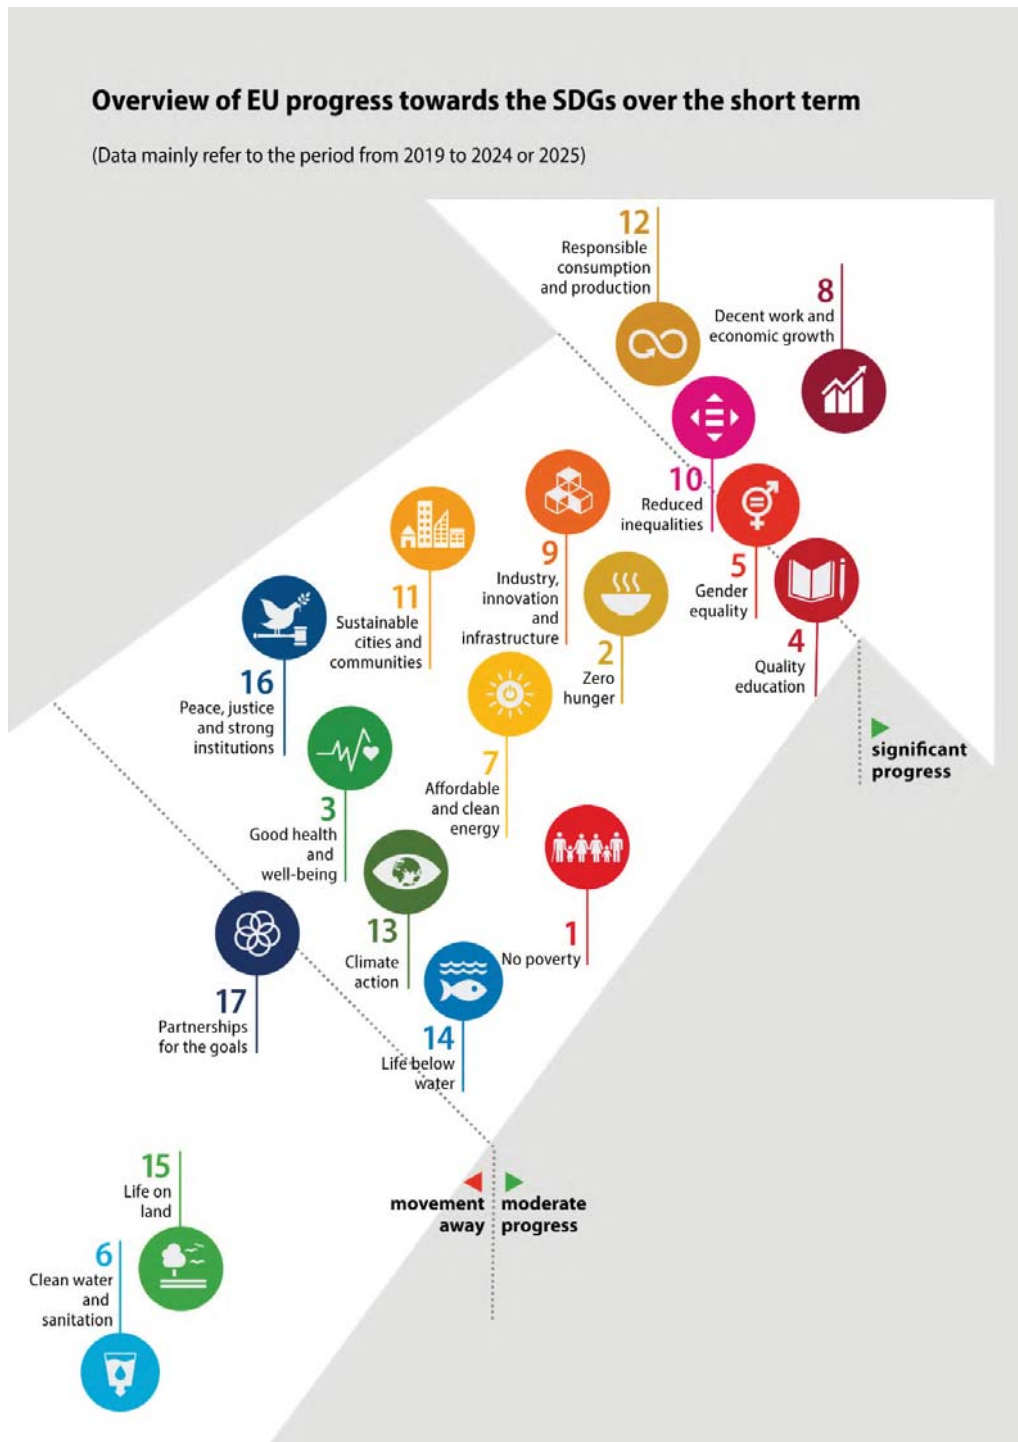 Overview of EU progress towards the SDGs over the short term
(Data mainly refer to the period from 2019 to 2024 or 2025)
12
Responsible
consumption
and production
8
Decent work and
economic growth
10
Reduced
inequalities
9
Industry,
innovation
and
infrastructure
5
Gender
equality
11
Sustainable
cities and
communities
4
Quality
education
2
Zero
hunger
16
Peace, justice
and strong
institutions
significant
progress
7
Affordable
and clean
energy
3
Good health
and
well-being
13
Climate
action
1
No poverty
17
Partnerships
for the goals
14
Life below
water
15
Life on
land
movement
away
moderate
progress
6
Clean water
and
sanitation